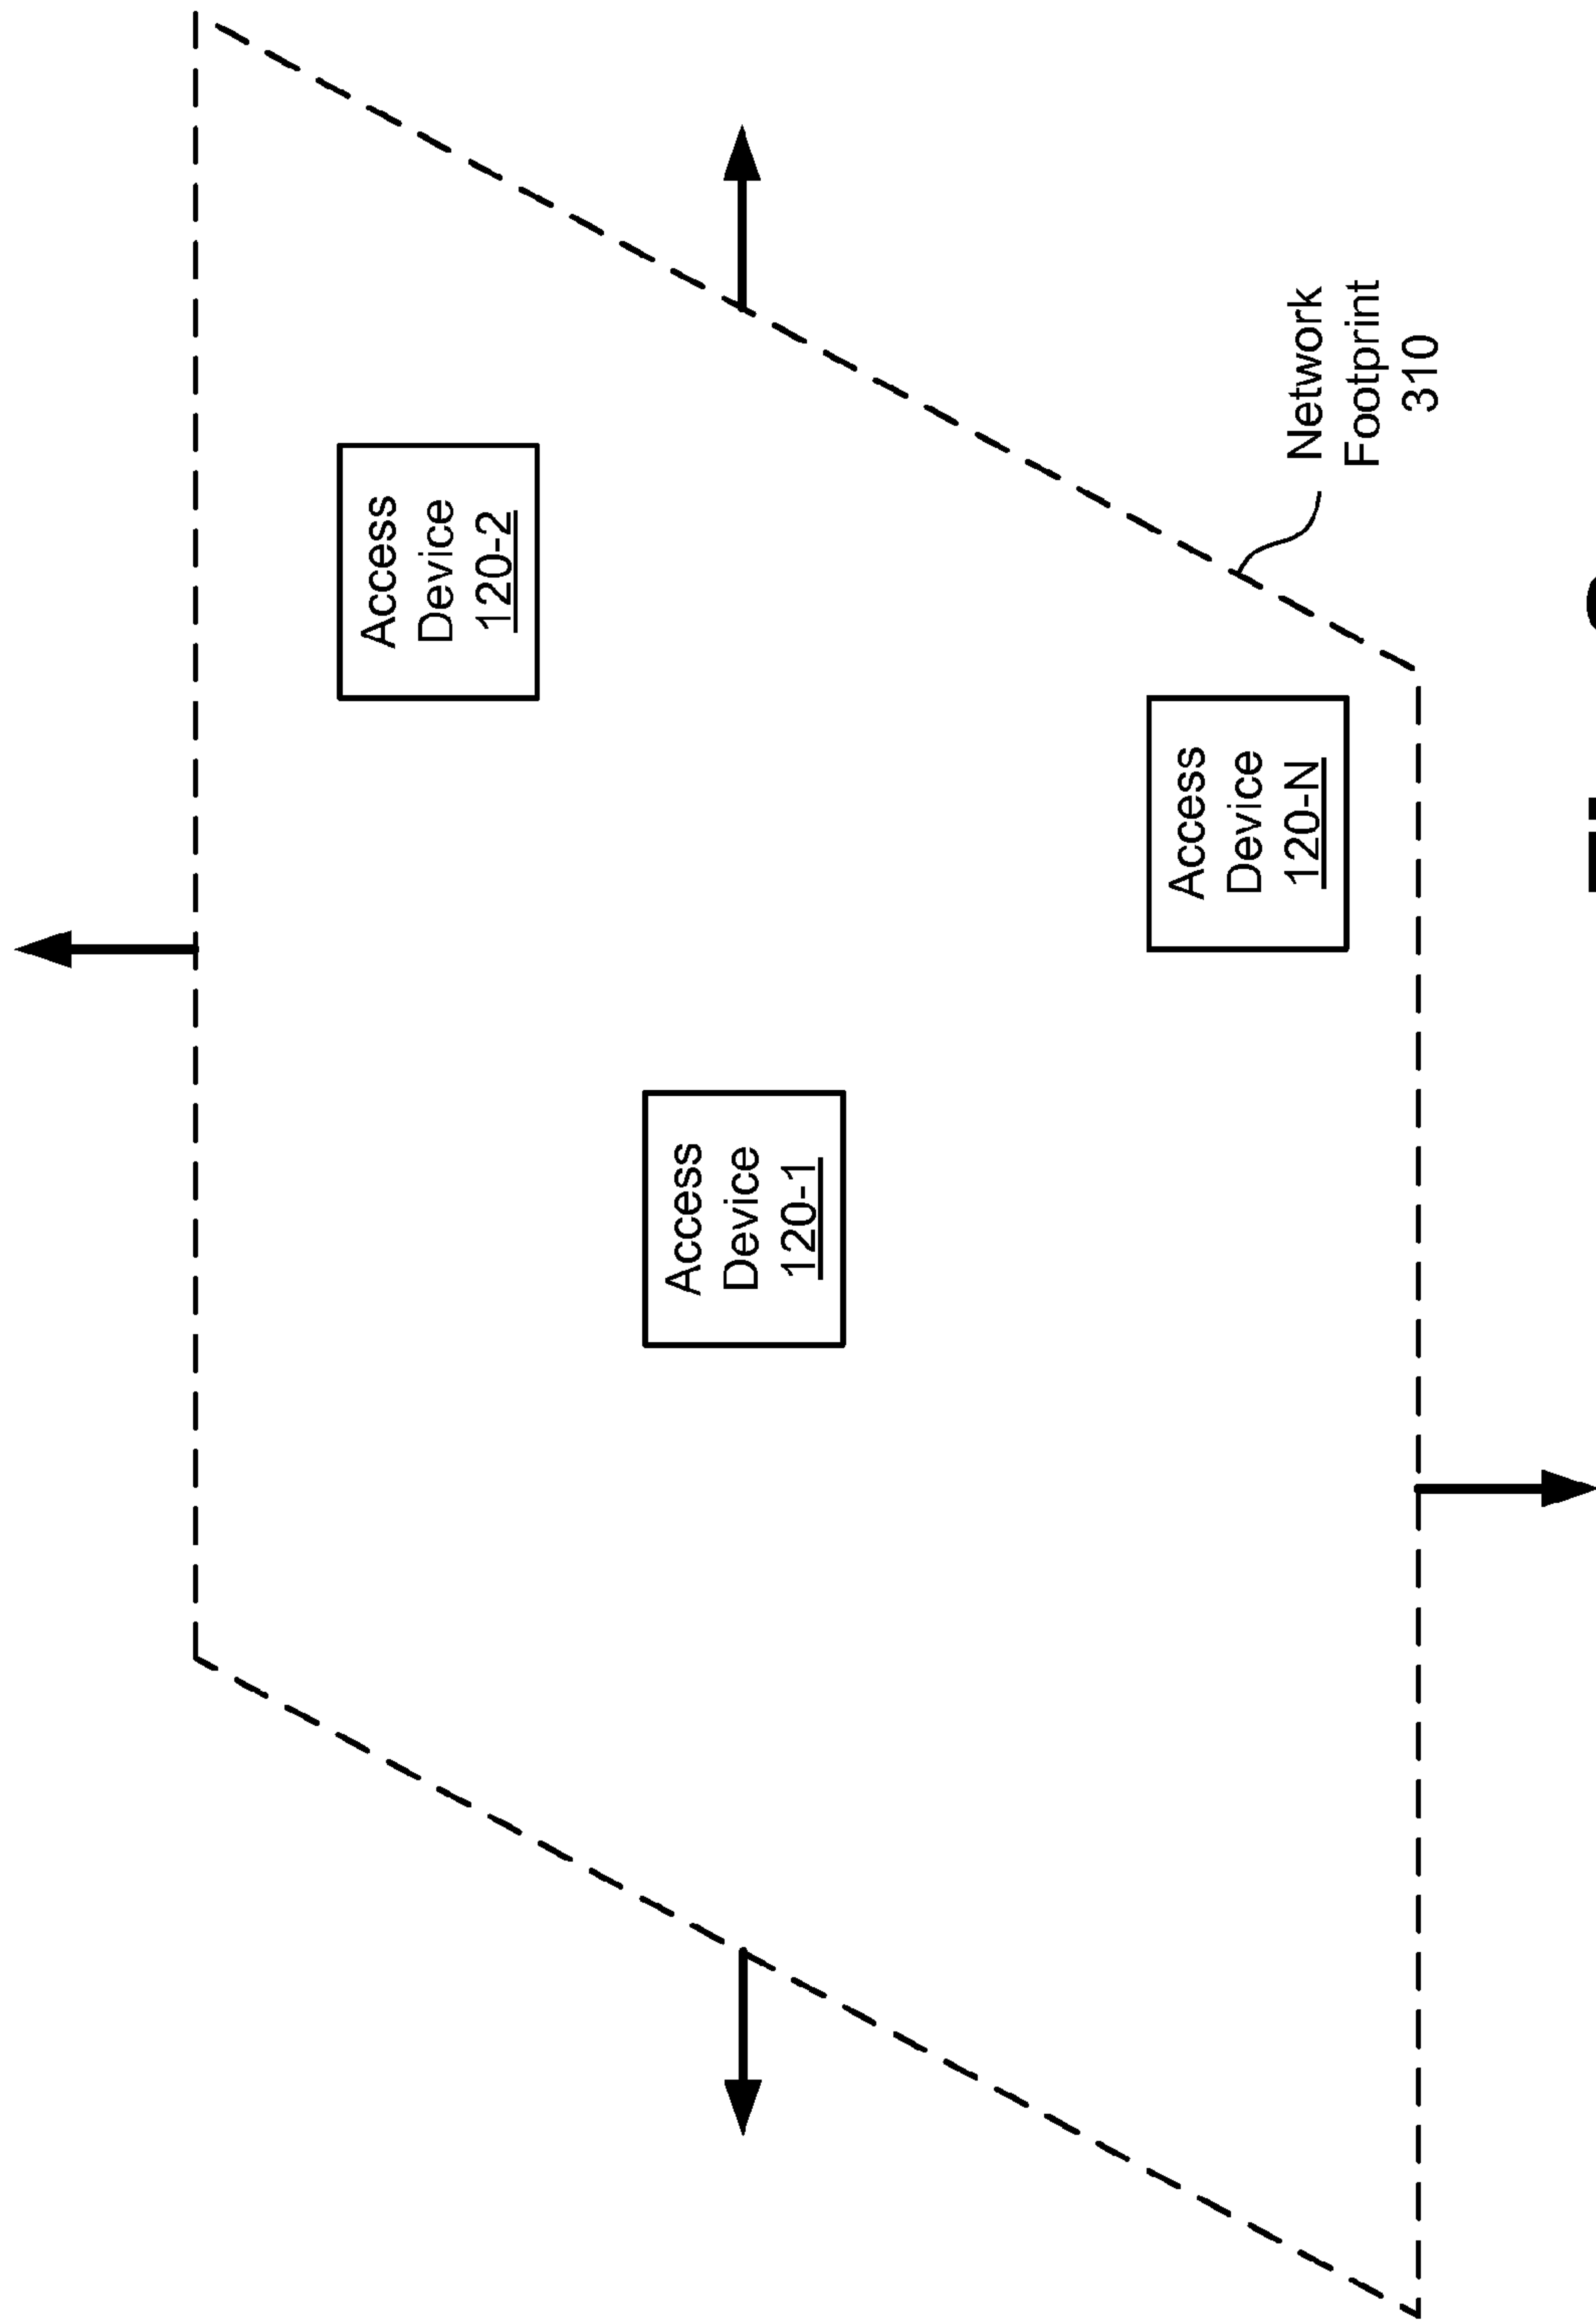 Access
Device
120-2
Access
Device
120-1
Access
Device
120-N
Network
Footprint
310